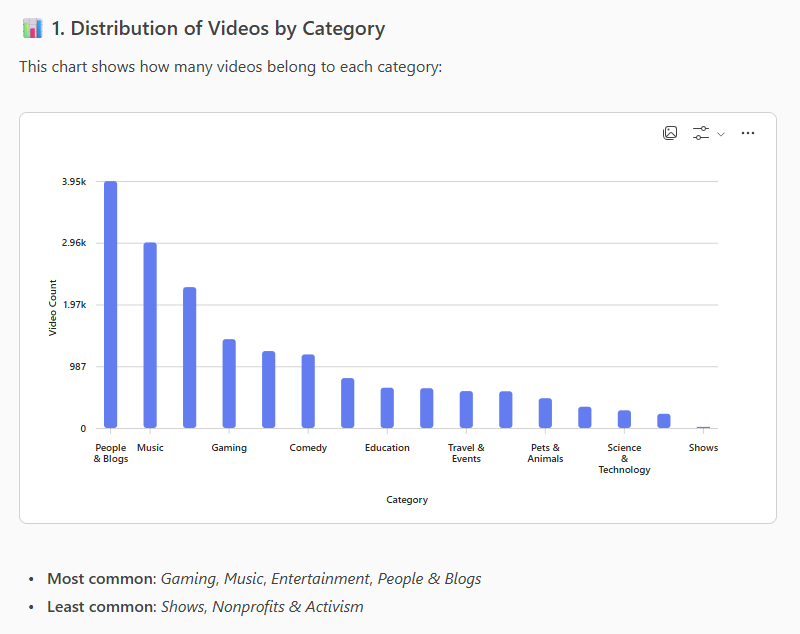 📊 1. Distribution of Videos by Category
This chart shows how many videos belong to each category:
3.95k
2.96k
1.97k
987
0
Video Count
People
& Blogs
Music
Gaming
Comedy
Education
Travel &
Events
Pets &
Animals
Science
&
Technology
Shows
Category
• Most common: Gaming, Music, Entertainment, People & Blogs
• Least common: Shows, Nonprofits & Activism